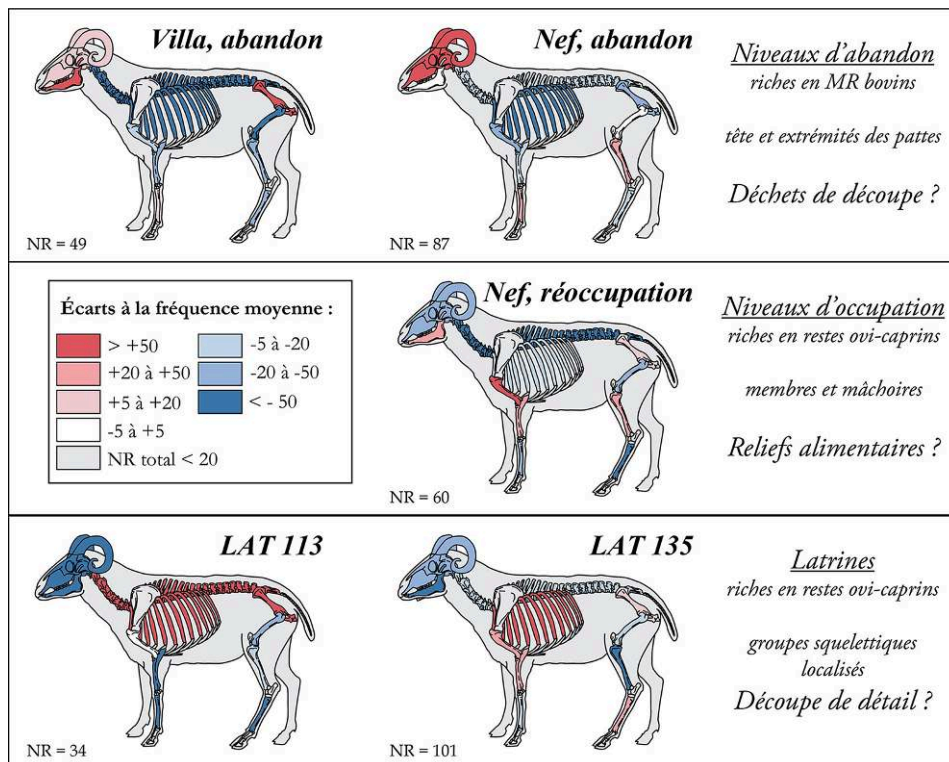 Villa, abandon
NR = 49
Nef, abandon
NR = 87
Niveaux d'abandon
riches en MR bovins
tête et extrémités des pattes
Déchets de découpe ?
Écarts à la fréquence moyenne :
> +50
+20 à +50
+5 à +20
-5 à +5
NR total < 20
-5 à -20
-20 à -50
< - 50
Nef, réoccupation
NR = 60
Niveaux d'occupation
riches en restes ovi-caprins
membres et mâchoires
Reliefs alimentaires ?
LAT 113
NR = 34
LAT 135
NR = 101
Latrines
riches en restes ovi-caprins
groupes squelettiques
localisés
Découpe de détail ?